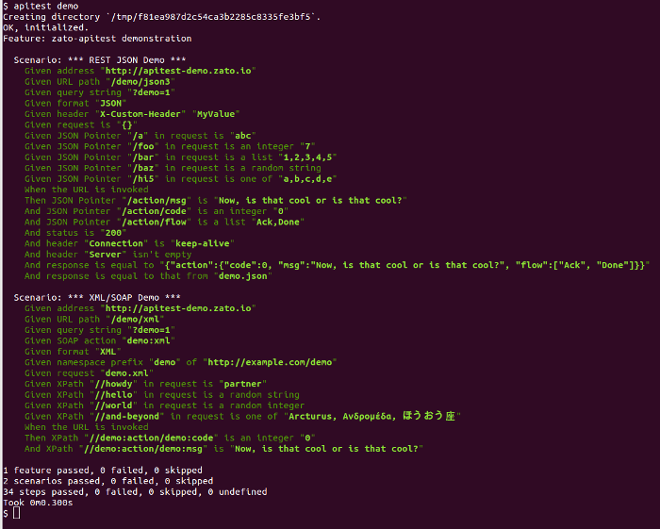 $ apitest demo
Creating directory `/tmp/f81ea987d2c54ca3b2285c8335fe3bf5`.
OK, initialized.
Feature: zato-apitest demonstration
Scenario: *** REST JSON Demo ***
Given address "http://apitest-demo.zato.io"
Given URL path "/demo/json3"
Given query string "?demo=1"
Given format "JSON"
Given header "X-Custom-Header" "MyValue"
Given request is "{}"
Given JSON Pointer "/a" in request is "abc"
Given JSON Pointer "/foo" in request is an integer "7"
Given JSON Pointer "/bar" in request is a list "1,2,3,4,5"
Given JSON Pointer "/baz" in request is a random string
Given JSON Pointer "/hi5" in request is one of "a,b,c,d,e"
When the URL is invoked
Then JSON Pointer "/action/msg" is "Now, is that cool or is that cool?"
And JSON Pointer "/action/code" is an integer "0"
And JSON Pointer "/action/flow" is a list "Ack,Done"
And status is "200"
And header "Connection" is "keep-alive"
And header "Server" isn't empty
And response is equal to "{"action":{"code":0, "msg":"Now, is that cool or is that cool?", "flow":["Ack", "Done"]}}"
And response is equal to that from "demo.json"
Scenario: *** XML/SOAP Demo ***
Given address "http://apitest-demo.zato.io"
Given URL path "/demo/xml"
Given query string "?demo=1"
Given SOAP action "demo:xml"
Given format "XML"
Given namespace prefix "demo" of "http://example.com/demo"
Given request "demo.xml"
Given XPath "//howdy" in request is "partner"
Given XPath "//hello" in request is a random string
Given XPath "//world" in request is a random integer
Given XPath "//and-beyond" in request is one of "Arcturus, Ανδρομέδα, ほうおう座"
When the URL is invoked
Then XPath "//demo:action/demo:code" is an integer "0"
And XPath "//demo:action/demo:msg" is "Now, is that cool or is that cool?"
1 feature passed, 0 failed, 0 skipped
2 scenarios passed, 0 failed, 0 skipped
34 steps passed, 0 failed, 0 skipped, 0 undefined
Took 0m0.300s
$